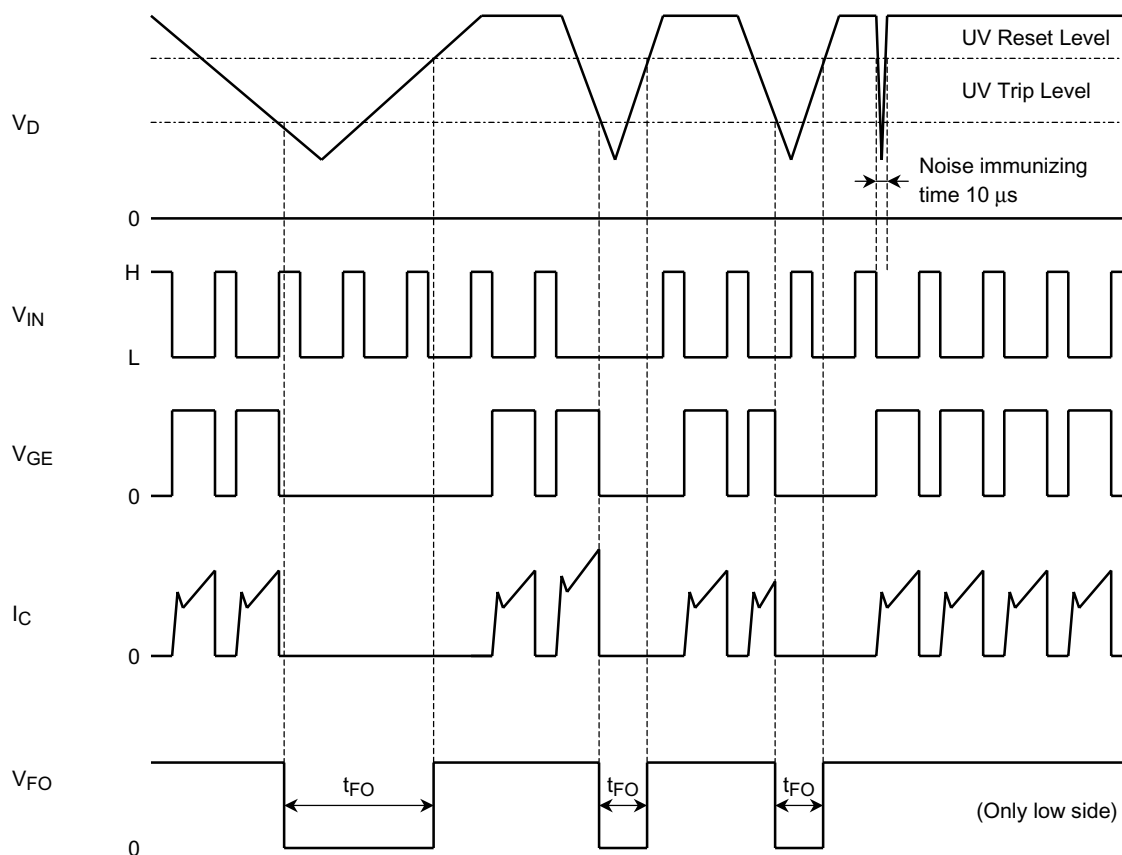 UV Reset Level
UV Trip Level
V_D
Noise immunizing
time 10 μs
0
H
V_IN
L
V_GE
0
I_C
0
V_FO
t_FO t_FO t_FO
(Only low side)
0